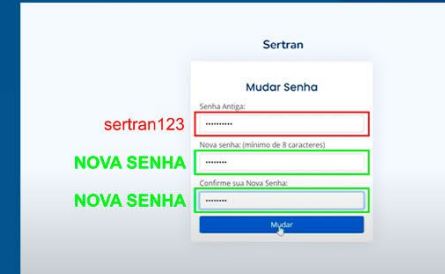 Sertran
Mudar Senha
Senha Antiga:
sertran123
Nova senha: (mínimo de 8 caracteres)
NOVA SENHA
Confirme sua Nova Senha:
NOVA SENHA
Mudar